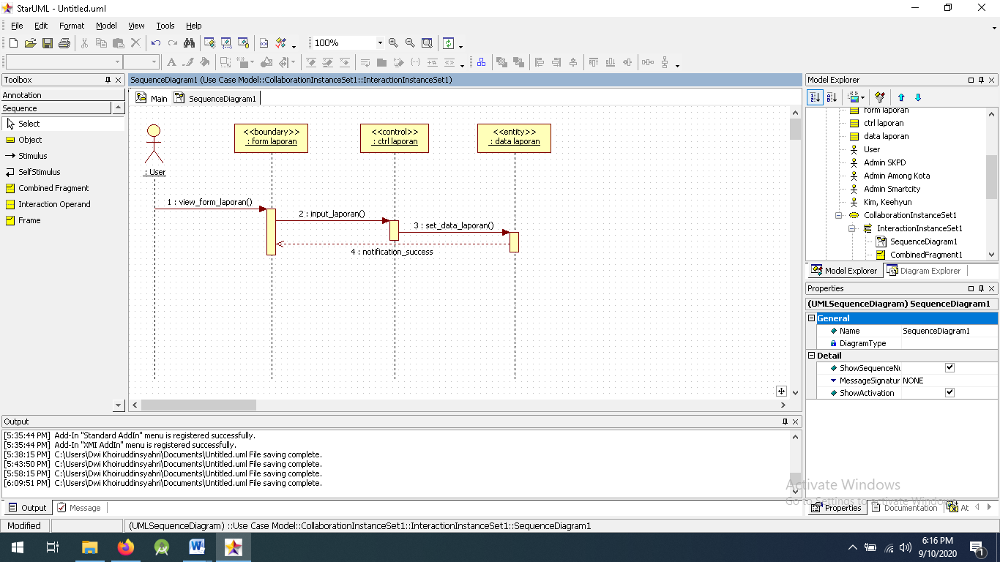 StarUML - Untitled.uml
File Edit Format Model View Tools Help
100%
Toolbox
Annotation
Sequence
Select
Object
Stimulus
SelfStimulus
Combined Fragment
Interaction Operand
Frame
SequenceDiagram1 (Use Case Model::CollaborationInstanceSet1::InteractionInstanceSet1)
Main SequenceDiagram1
<<boundary>>
: form laporan
<<control>>
: ctrl laporan
<<entity>>
: data laporan
: User
1 : view_form_laporan()
2 : input_laporan()
3 : set_data_laporan()
4 : notification_success
Model Explorer
form laporan
ctrl laporan
data laporan
User
Admin SKPD
Admin Among Kota
Admin Smartcity
Kim, Keehyun
CollaborationInstanceSet1
InteractionInstanceSet1
SequenceDiagram1
CombinedFragment1
Model Explorer Diagram Explorer
Properties
(UMLSequenceDiagram) SequenceDiagram1
General
Name SequenceDiagram1
DiagramType
Detail
ShowSequenceNu
MessageSignatur NONE
ShowActivation
Output
[5:35:44 PM] Add-In "Standard AddIn" menu is registered successfully.
[5:35:44 PM] Add-In "XMI AddIn" menu is registered successfully.
[5:38:15 PM] C:\Users\Dwi Khoiruddinsyahri\Documents\Untitled.uml File saving complete.
[5:43:50 PM] C:\Users\Dwi Khoiruddinsyahri\Documents\Untitled.uml File saving complete.
[5:58:15 PM] C:\Users\Dwi Khoiruddinsyahri\Documents\Untitled.uml File saving complete.
[6:09:51 PM] C:\Users\Dwi Khoiruddinsyahri\Documents\Untitled.uml File saving complete.
Activate Windows
Go to Settings to activate Windows.
Output Message
Properties Documentation At
Modified
(UMLSequenceDiagram) ::Use Case Model::CollaborationInstanceSet1::InteractionInstanceSet1::SequenceDiagram1
6:16 PM
9/10/2020
1